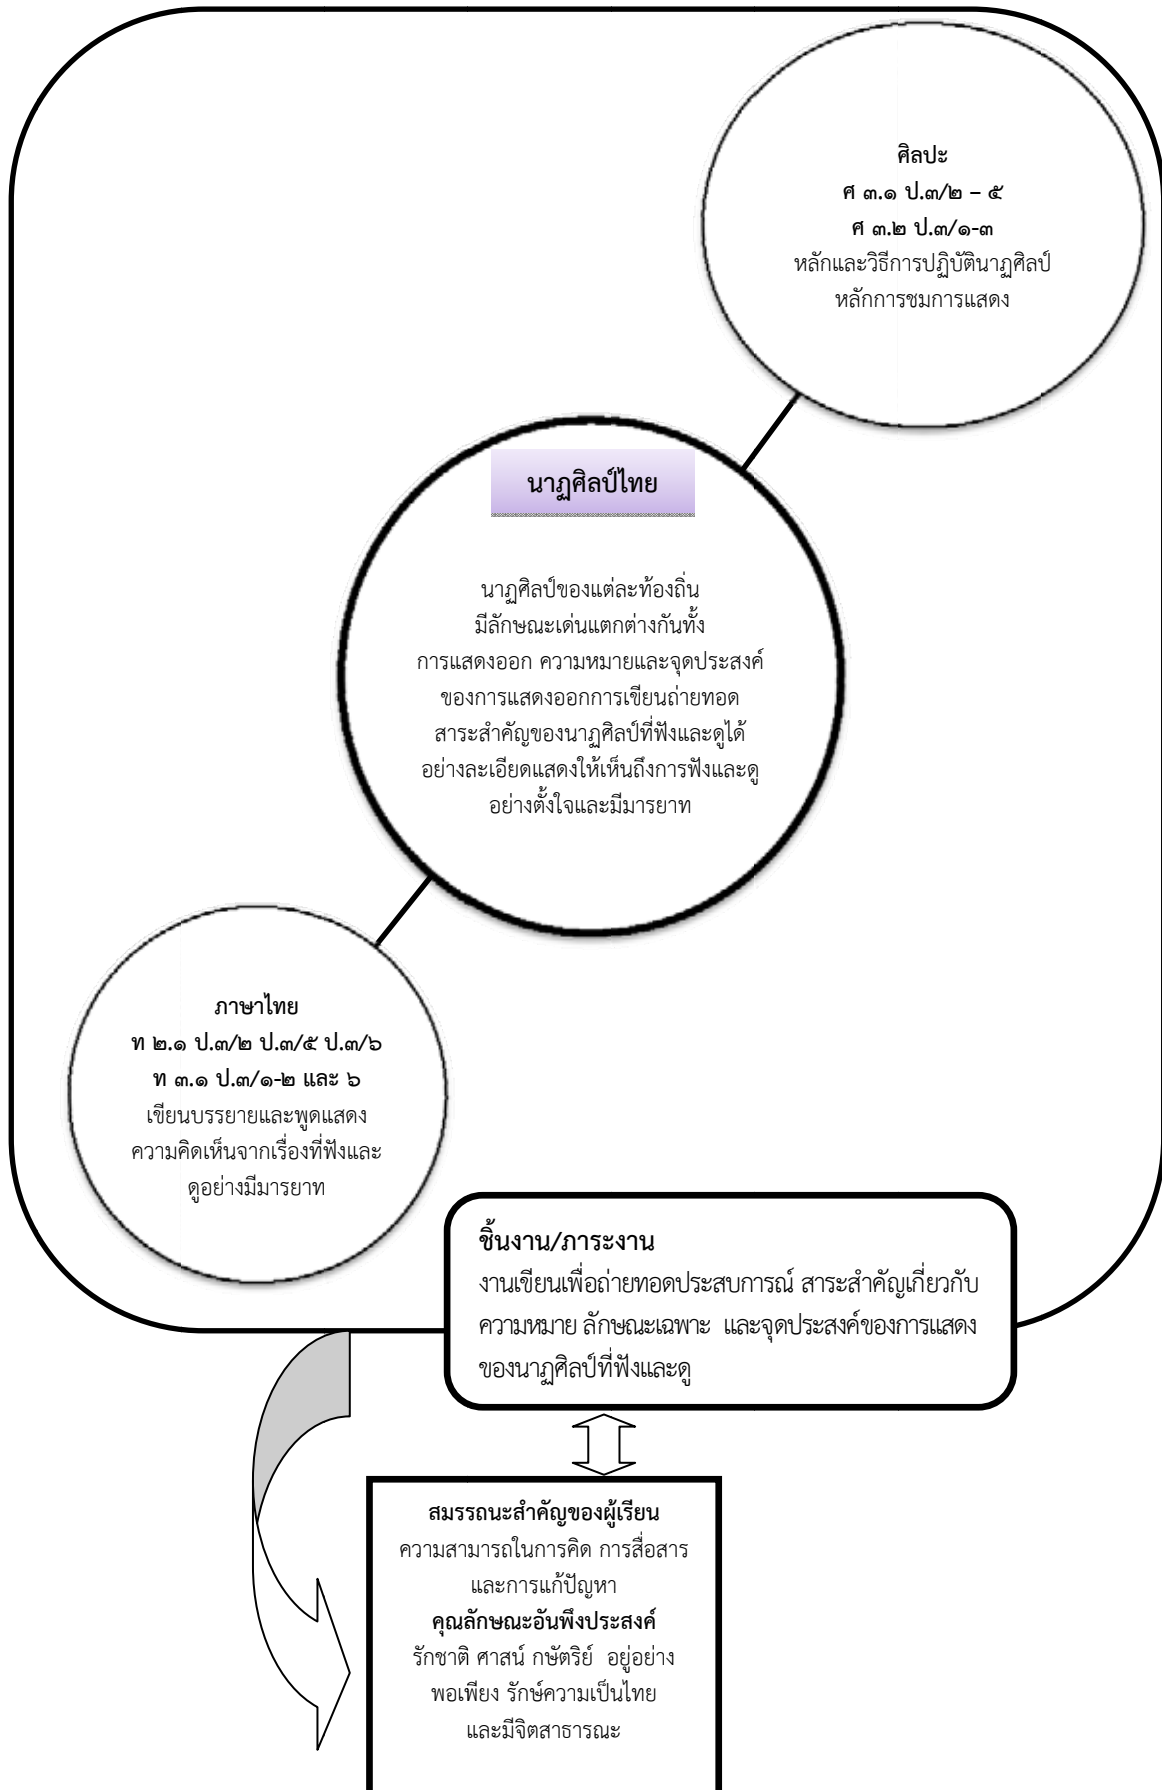 ศิลปะ
ศ ๓.๑ ป.๓/๒ – ๕
ศ ๓.๒ ป.๓/๑-๓
หลักและวิธีการปฏิบัตินาฏศิลป์
หลักการชมการแสดง
นาฏศิลป์ไทย
นาฏศิลป์ของแต่ละท้องถิ่น
มีลักษณะเด่นแตกต่างกันทั้ง
การแสดงออก ความหมายและจุดประสงค์
ของการแสดงออกการเขียนถ่ายทอด
สาระสำคัญของนาฏศิลป์ที่ฟังและดูได้
อย่างละเอียดแสดงให้เห็นถึงการฟังและดู
อย่างตั้งใจและมีมารยาท
ภาษาไทย
ท ๒.๑ ป.๓/๒ ป.๓/๕ ป.๓/๖
ท ๓.๑ ป.๓/๑-๒ และ ๖
เขียนบรรยายและพูดแสดง
ความคิดเห็นจากเรื่องที่ฟังและ
ดูอย่างมีมารยาท
ชิ้นงาน/ภาระงาน
งานเขียนเพื่อถ่ายทอดประสบการณ์ สาระสำคัญเกี่ยวกับ
ความหมาย ลักษณะเฉพาะ และจุดประสงค์ของการแสดง
ของนาฏศิลป์ที่ฟังและดู
สมรรถนะสำคัญของผู้เรียน
ความสามารถในการคิด การสื่อสาร
และการแก้ปัญหา
คุณลักษณะอันพึงประสงค์
รักชาติ ศาสน์ กษัตริย์ อยู่อย่าง
พอเพียง รักษ์ความเป็นไทย
และมีจิตสาธารณะ